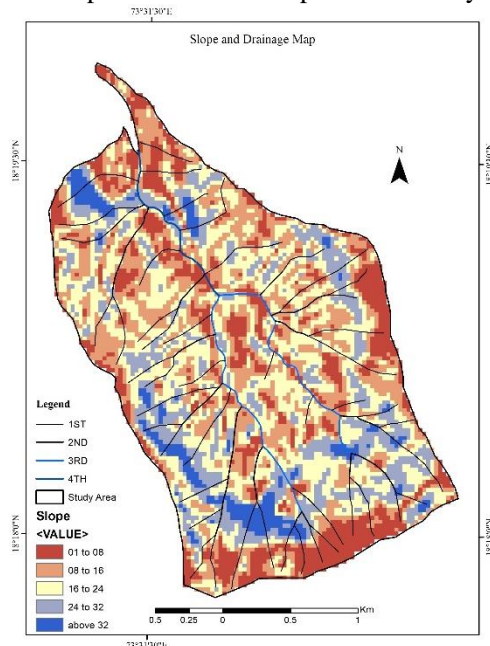 73°31'30"E
Slope and Drainage Map
18°19'30"N
N
Legend
1ST
2ND
3RD
4TH
Study Area
Slope
<VALUE>
01 to 08
08 to 16
16 to 24
24 to 32
above 32
18°18'0"N
0.5 0.25 0 0.5 1
Km